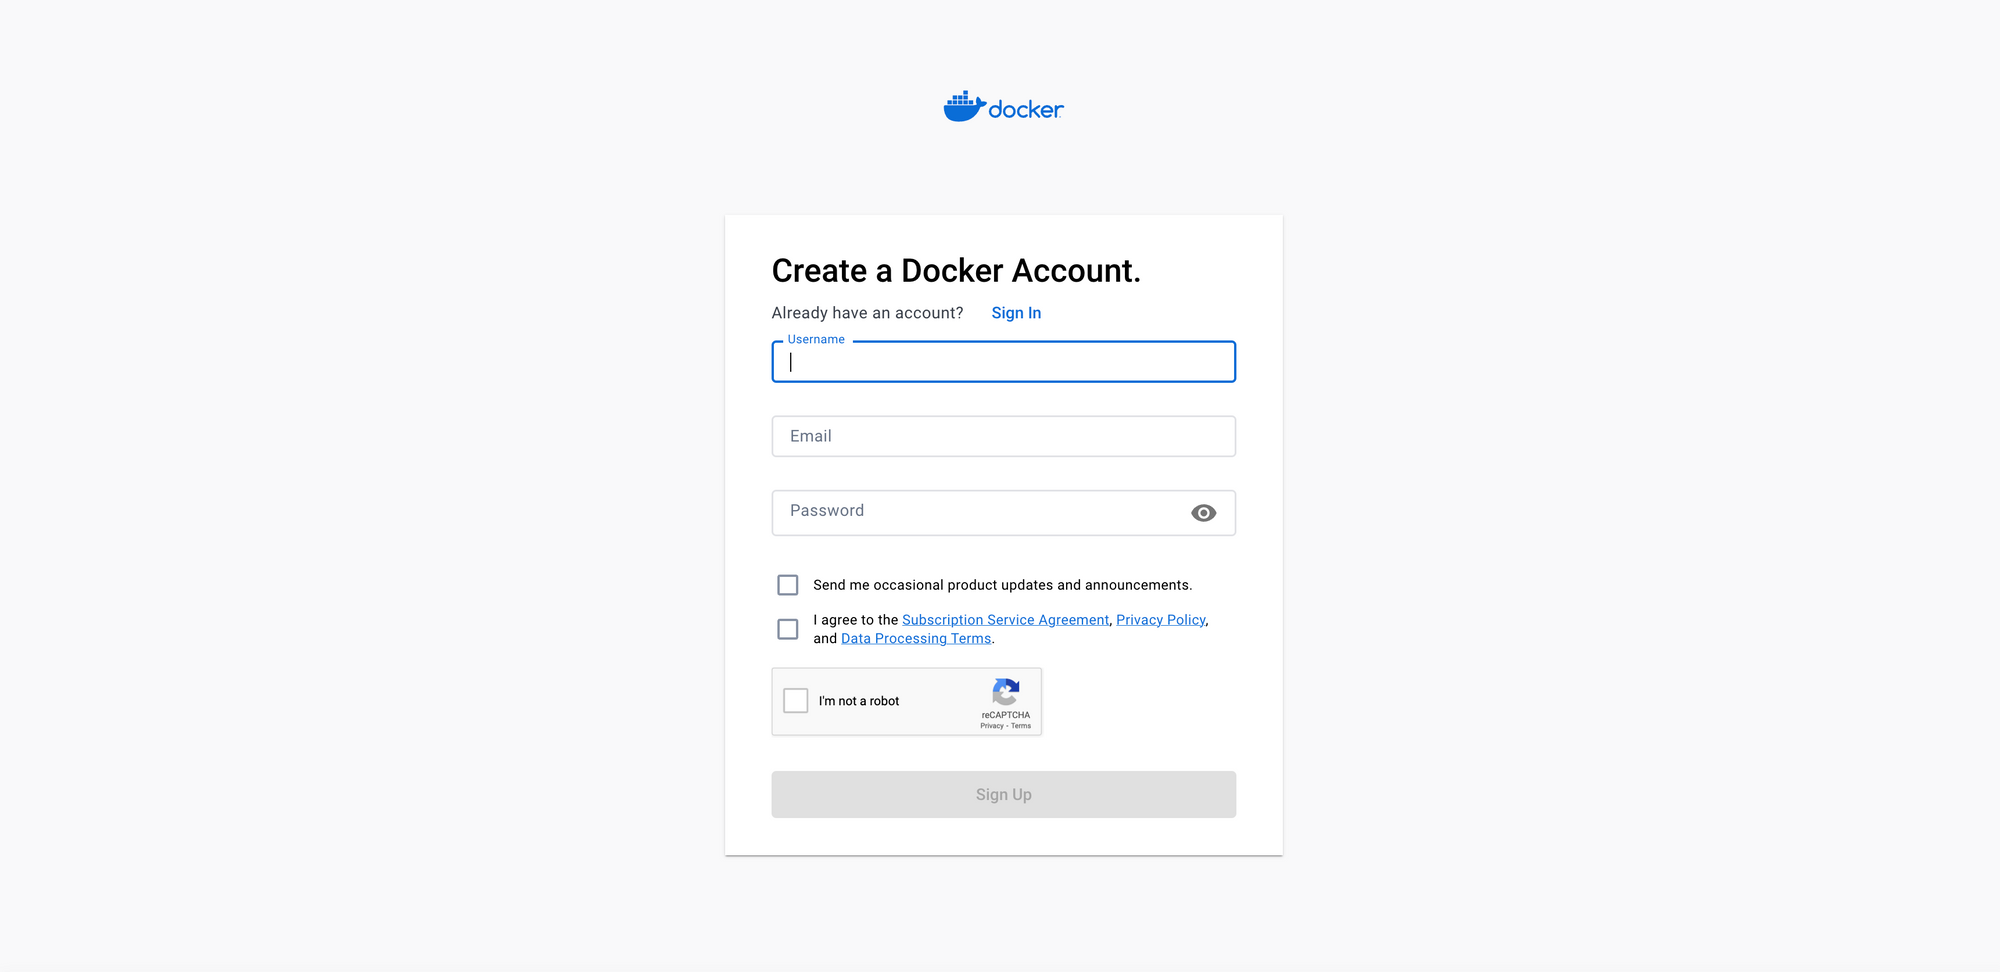 docker
Create a Docker Account.
Already have an account? Sign In
Username
Email
Password
Send me occasional product updates and announcements.
I agree to the Subscription Service Agreement, Privacy Policy,
and Data Processing Terms.
I'm not a robot
reCAPTCHA
Privacy - Terms
Sign Up